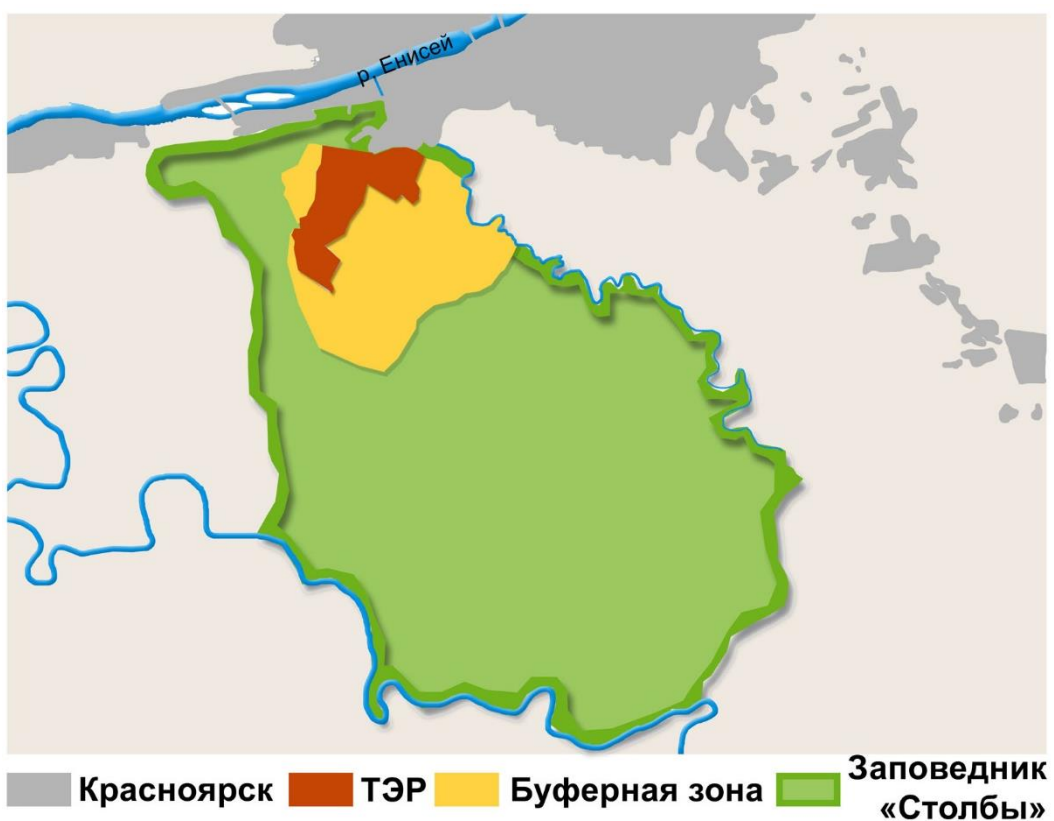 р. Енисей
Красноярск
ТЭР
Буферная зона
Заповедник
«Столбы»